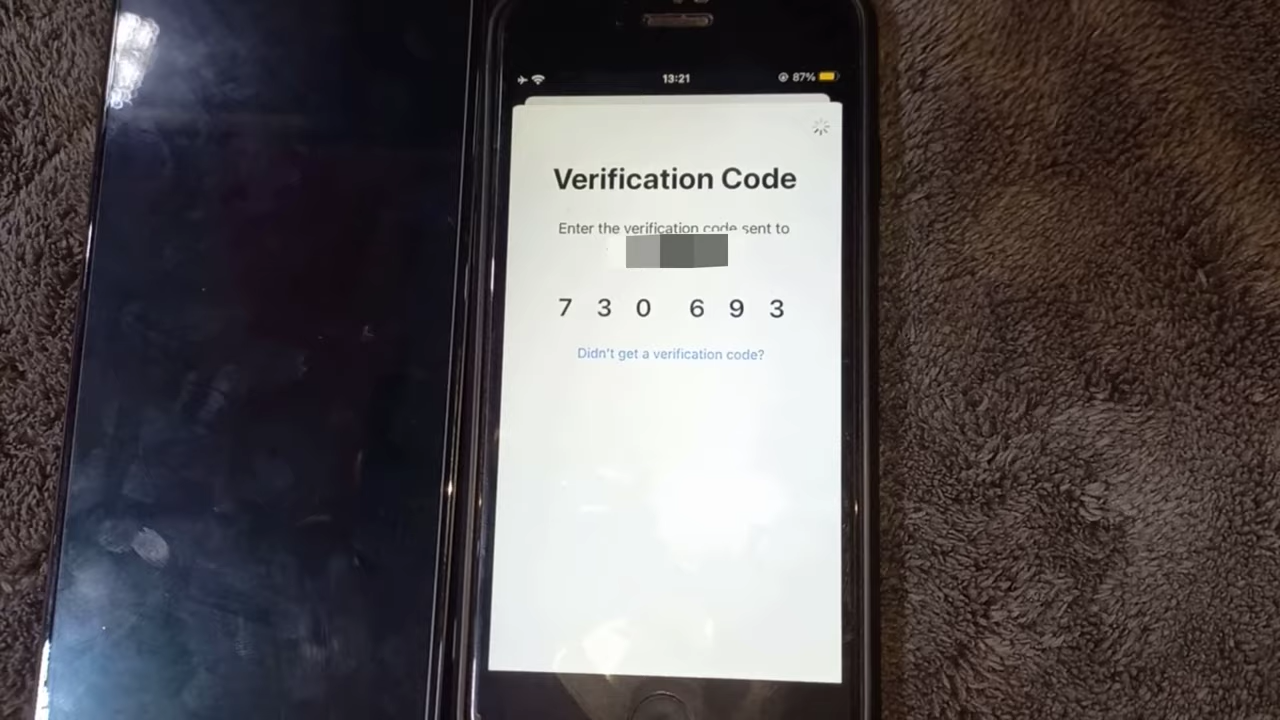 13:21
87%
Verification Code
Enter the verification code sent to
7 3 0 6 9 3
Didn't get a verification code?